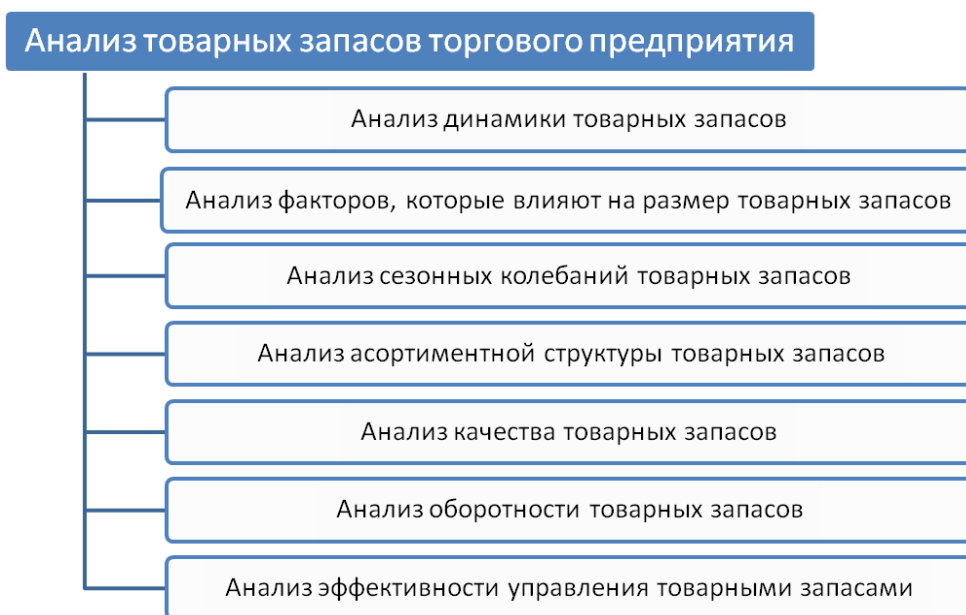 Анализ товарных запасов торгового предприятия
Анализ динамики товарных запасов
Анализ факторов, которые влияют на размер товарных запасов
Анализ сезонных колебаний товарных запасов
Анализ асортиментной структуры товарных запасов
Анализ качества товарных запасов
Анализ оборотности товарных запасов
Анализ эффективности управления товарными запасами